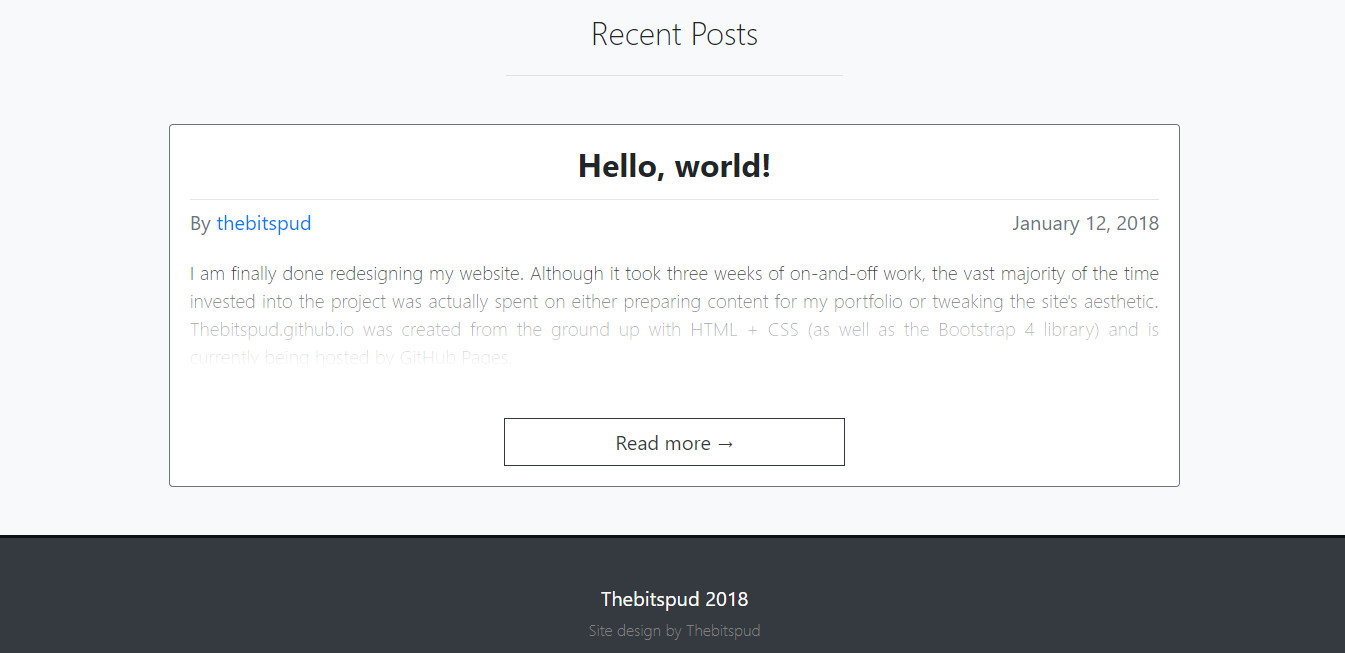 Recent Posts
Hello, world!
By thebitspud January 12, 2018
I am finally done redesigning my website. Although it took three weeks of on-and-off work, the vast majority of the time
invested into the project was actually spent on either preparing content for my portfolio or tweaking the site's aesthetic.
Thebitspud.github.io was created from the ground up with HTML + CSS (as well as the Bootstrap 4 library) and is
currently being hosted by GitHub Pages.
Read more →
Thebitspud 2018
Site design by Thebitspud